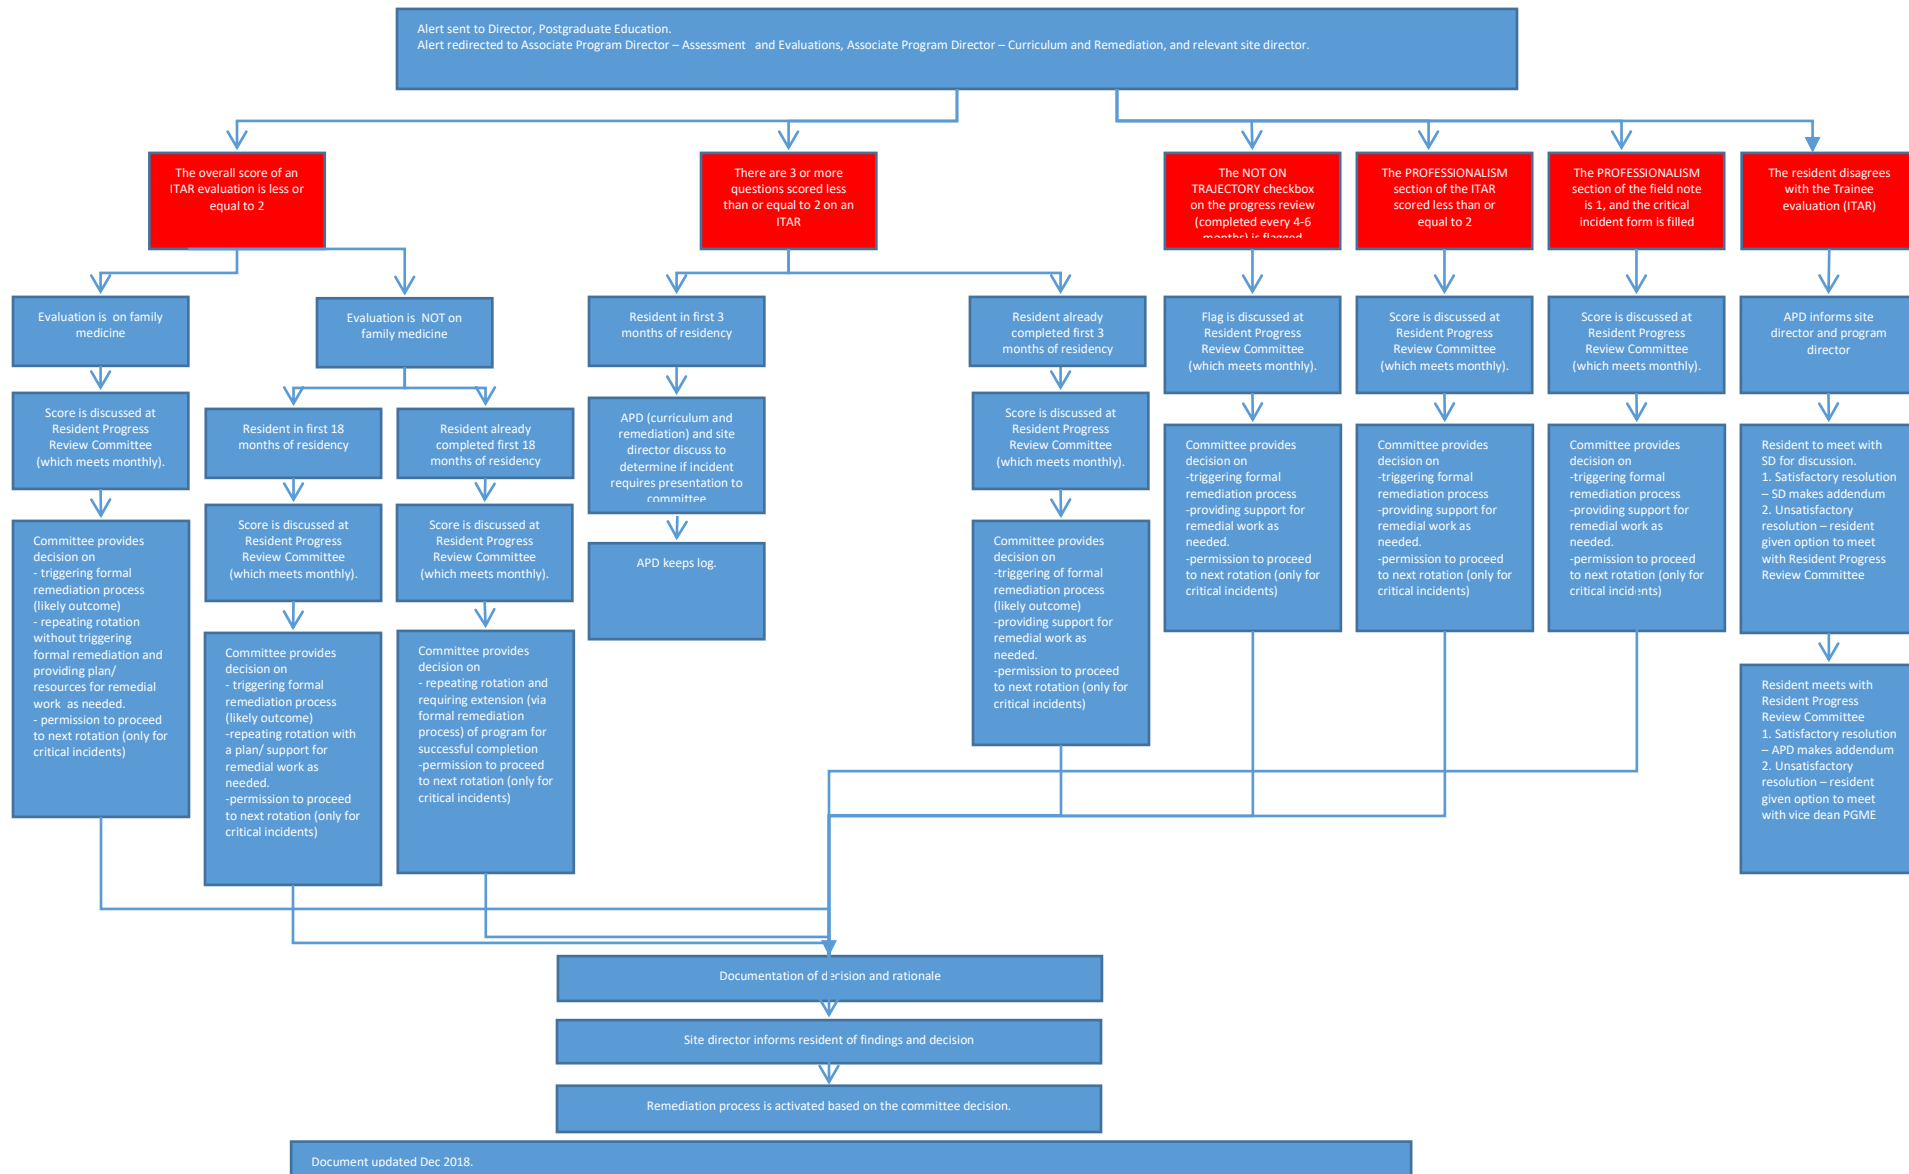 Alert sent to Director, Postgraduate Education.
Alert redirected to Associate Program Director – Assessment and Evaluations, Associate Program Director – Curriculum and Remediation, and relevant site director.
The overall score of an
ITAR evaluation is less or
equal to 2
There are 3 or more
questions scored less
than or equal to 2 on an
ITAR
The NOT ON
TRAJECTORY checkbox
on the progress review
(completed every 4-6
months) is flagged
The PROFESSIONALISM
section of the ITAR
scored less than or
equal to 2
The PROFESSIONALISM
section of the field note
is 1, and the critical
incident form is filled
The resident disagrees
with the Trainee
evaluation (ITAR)
Evaluation is on family
medicine
Evaluation is NOT on
family medicine
Resident in first 3
months of residency
Resident already
completed first 3
months of residency
Flag is discussed at
Resident Progress
Review Committee
(which meets monthly).
Score is discussed at
Resident Progress
Review Committee
(which meets monthly).
Score is discussed at
Resident Progress
Review Committee
(which meets monthly).
APD informs site
director and program
director
Score is discussed at
Resident Progress
Review Committee
(which meets monthly).
Resident in first 18
months of residency
Resident already
completed first 18
months of residency
APD (curriculum and
remediation) and site
director discuss to
determine if incident
requires presentation to
committee
Score is discussed at
Resident Progress
Review Committee
(which meets monthly).
Committee provides
decision on
-triggering formal
remediation process
-providing support for
remedial work as
needed.
-permission to proceed
to next rotation (only for
critical incidents)
Committee provides
decision on
-triggering formal
remediation process
-providing support for
remedial work as
needed.
-permission to proceed
to next rotation (only for
critical incidents)
Committee provides
decision on
-triggering formal
remediation process
-providing support for
remedial work as
needed.
-permission to proceed
to next rotation (only for
critical incidents)
Resident to meet with
SD for discussion.
1. Satisfactory resolution
– SD makes addendum
2. Unsatisfactory
resolution – resident
given option to meet
with Resident Progress
Review Committee
Committee provides
decision on
- triggering formal
remediation process
(likely outcome)
- repeating rotation
without triggering
formal remediation and
providing plan/
resources for remedial
work as needed.
- permission to proceed
to next rotation (only for
critical incidents)
Score is discussed at
Resident Progress
Review Committee
(which meets monthly).
Score is discussed at
Resident Progress
Review Committee
(which meets monthly).
APD keeps log.
Committee provides
decision on
-triggering of formal
remediation process
(likely outcome)
-providing support for
remedial work as
needed.
-permission to proceed
to next rotation (only for
critical incidents)
Committee provides
decision on
- triggering formal
remediation process
(likely outcome)
-repeating rotation with
a plan/ support for
remedial work as
needed.
-permission to proceed
to next rotation (only for
critical incidents)
Committee provides
decision on
- repeating rotation and
requiring extension (via
formal remediation
process) of program for
successful completion
-permission to proceed
to next rotation (only for
critical incidents)
Resident meets with
Resident Progress
Review Committee
1. Satisfactory resolution
– APD makes addendum
2. Unsatisfactory
resolution – resident
given option to meet
with vice dean PGME
Documentation of decision and rationale
Site director informs resident of findings and decision
Remediation process is activated based on the committee decision.
Document updated Dec 2018.